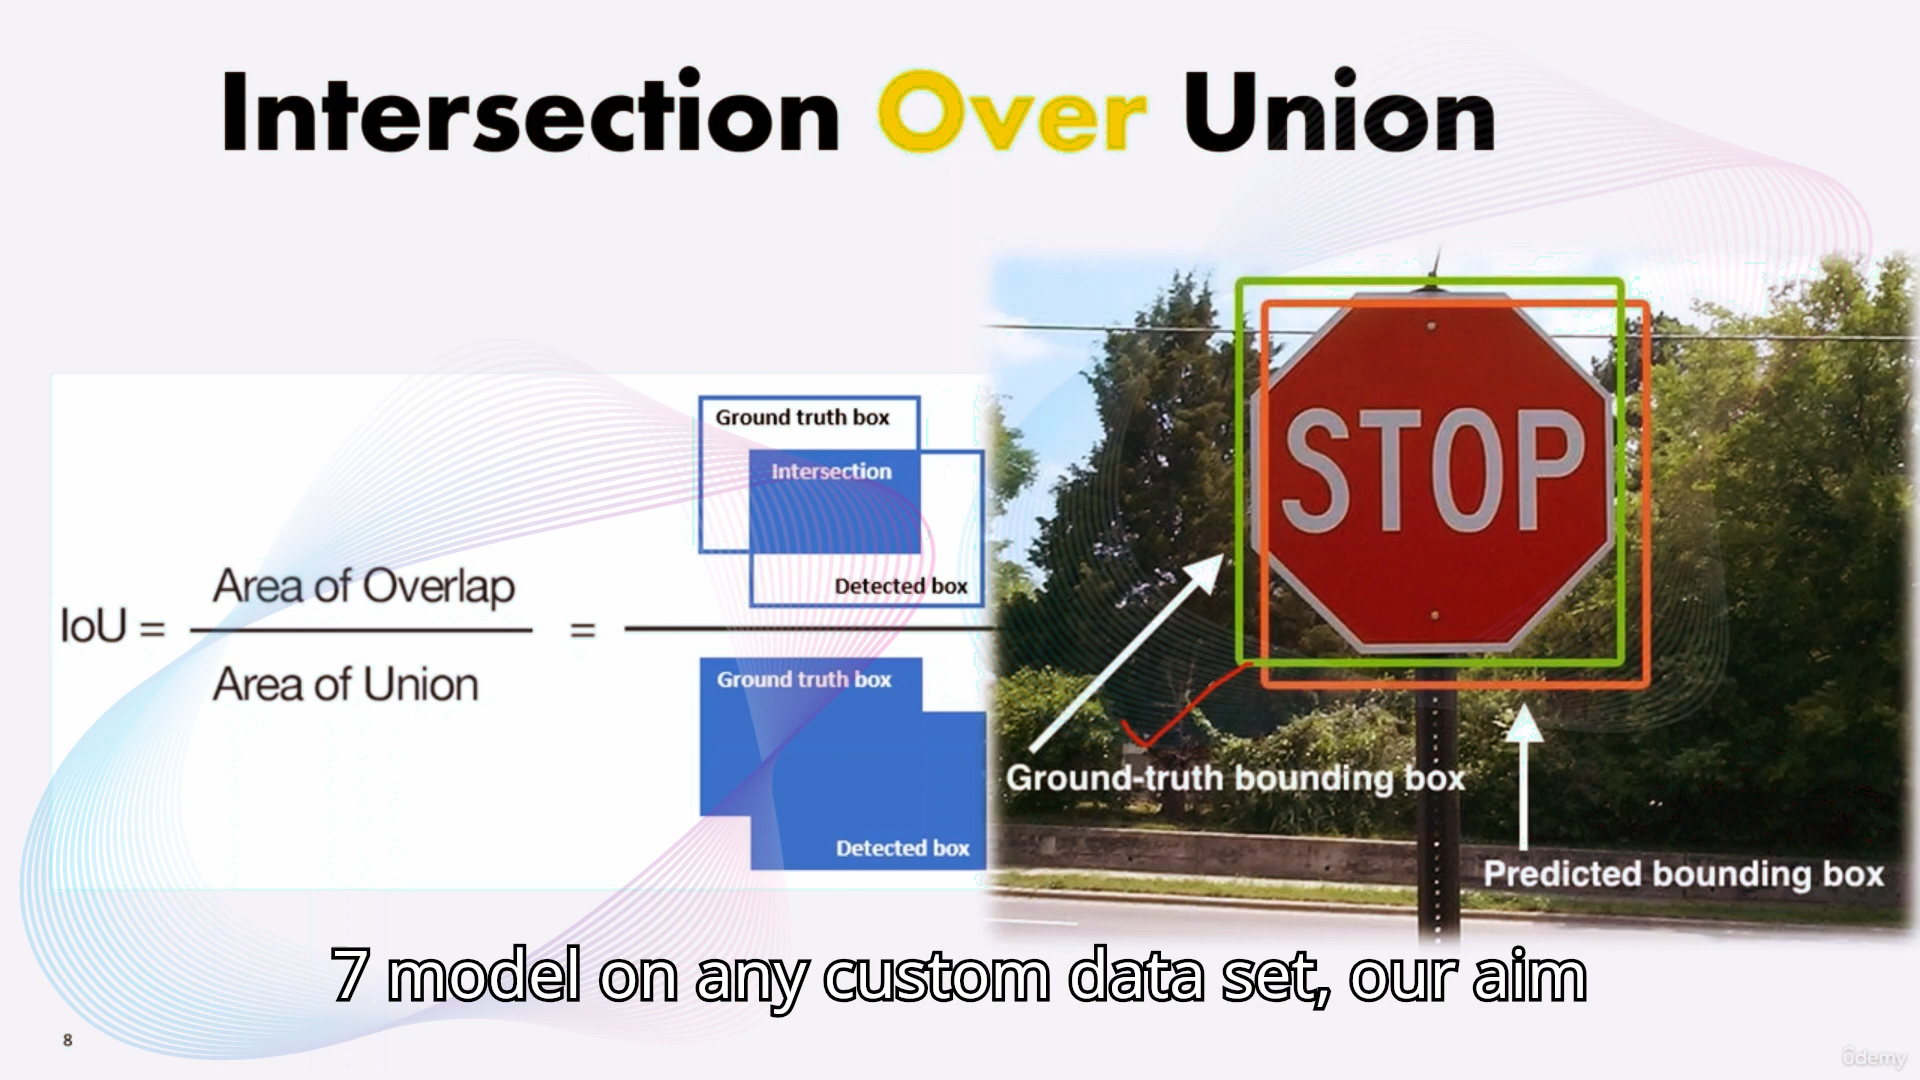 Intersection Over Union
Ground truth box
Intersection
Detected box
IoU = Area of Overlap
Area of Union
=
Ground truth box
Detected box
STOP
Ground-truth bounding box
Predicted bounding box
7 model on any custom data set, our aim
8
ûdemy